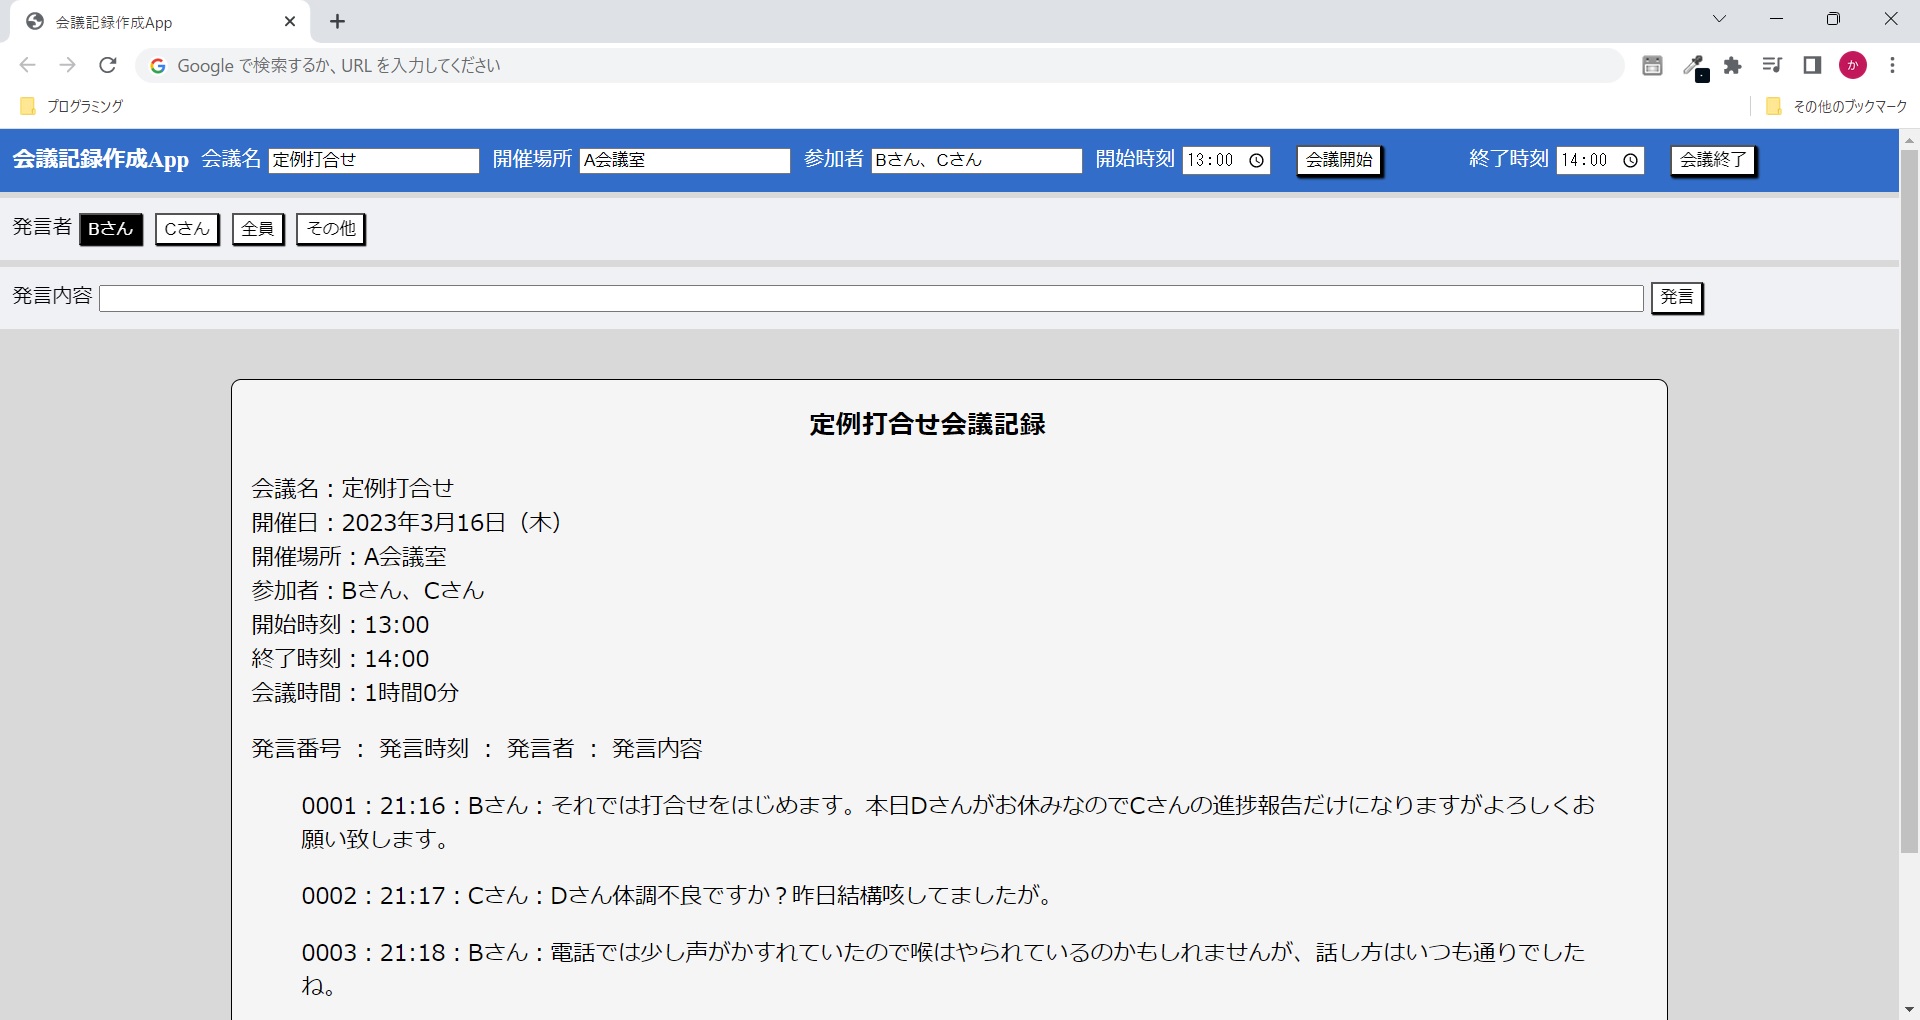 会議記録作成App
Google で検索するか、URL を入力してください
か
プログラミング
その他のブックマーク
会議記録作成App 会議名 定例打合せ 開催場所 A会議室 参加者 Bさん、Cさん 開始時刻 13:00 会議開始 終了時刻 14:00 会議終了
発言者 Bさん Cさん 全員 その他
発言内容 発言
定例打合せ会議記録
会議名：定例打合せ
開催日：2023年3月16日（木）
開催場所：A会議室
参加者：Bさん、Cさん
開始時刻：13:00
終了時刻：14:00
会議時間：1時間0分
発言番号 ： 発言時刻 ： 発言者 ： 発言内容
0001：21:16：Bさん：それでは打合せをはじめます。本日Dさんがお休みなのでCさんの進捗報告だけになりますがよろしくお
願い致します。
0002：21:17：Cさん：Dさん体調不良ですか？昨日結構咳してましたが。
0003：21:18：Bさん：電話では少し声がかすれていたので喉はやられているのかもしれませんが、話し方はいつも通りでした
ね。